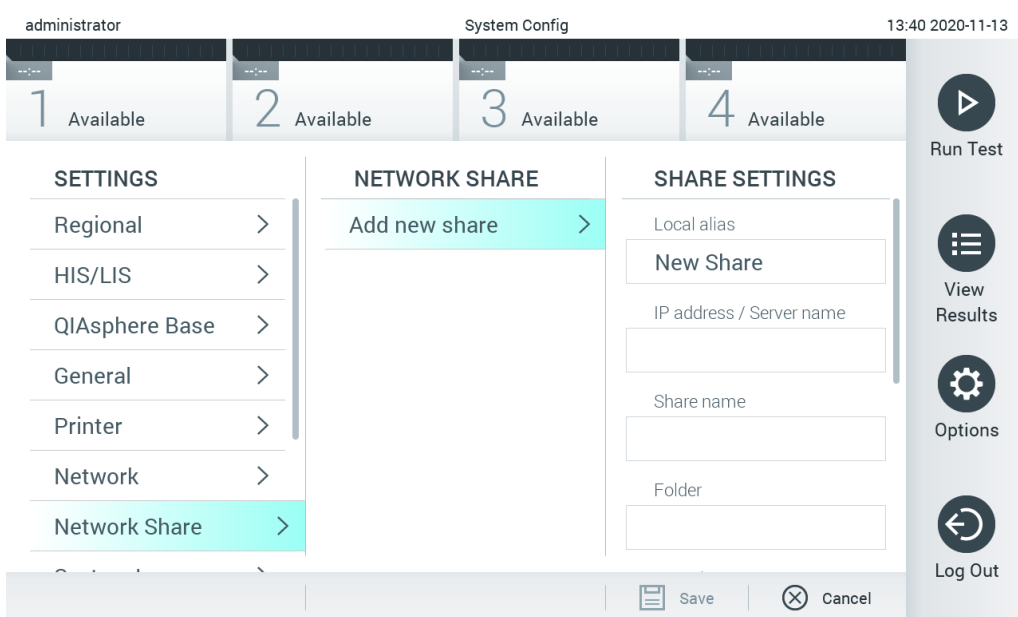 administrator System Config 13:40 2020-11-13
--:-- --:-- --:-- --:--
1 Available 2 Available 3 Available 4 Available
Run Test
View
Results
Options
Log Out
SETTINGS
Regional
HIS/LIS
QIAsphere Base
General
Printer
Network
Network Share
NETWORK SHARE
Add new share
SHARE SETTINGS
Local alias
New Share
IP address / Server name
Share name
Folder
Save Cancel